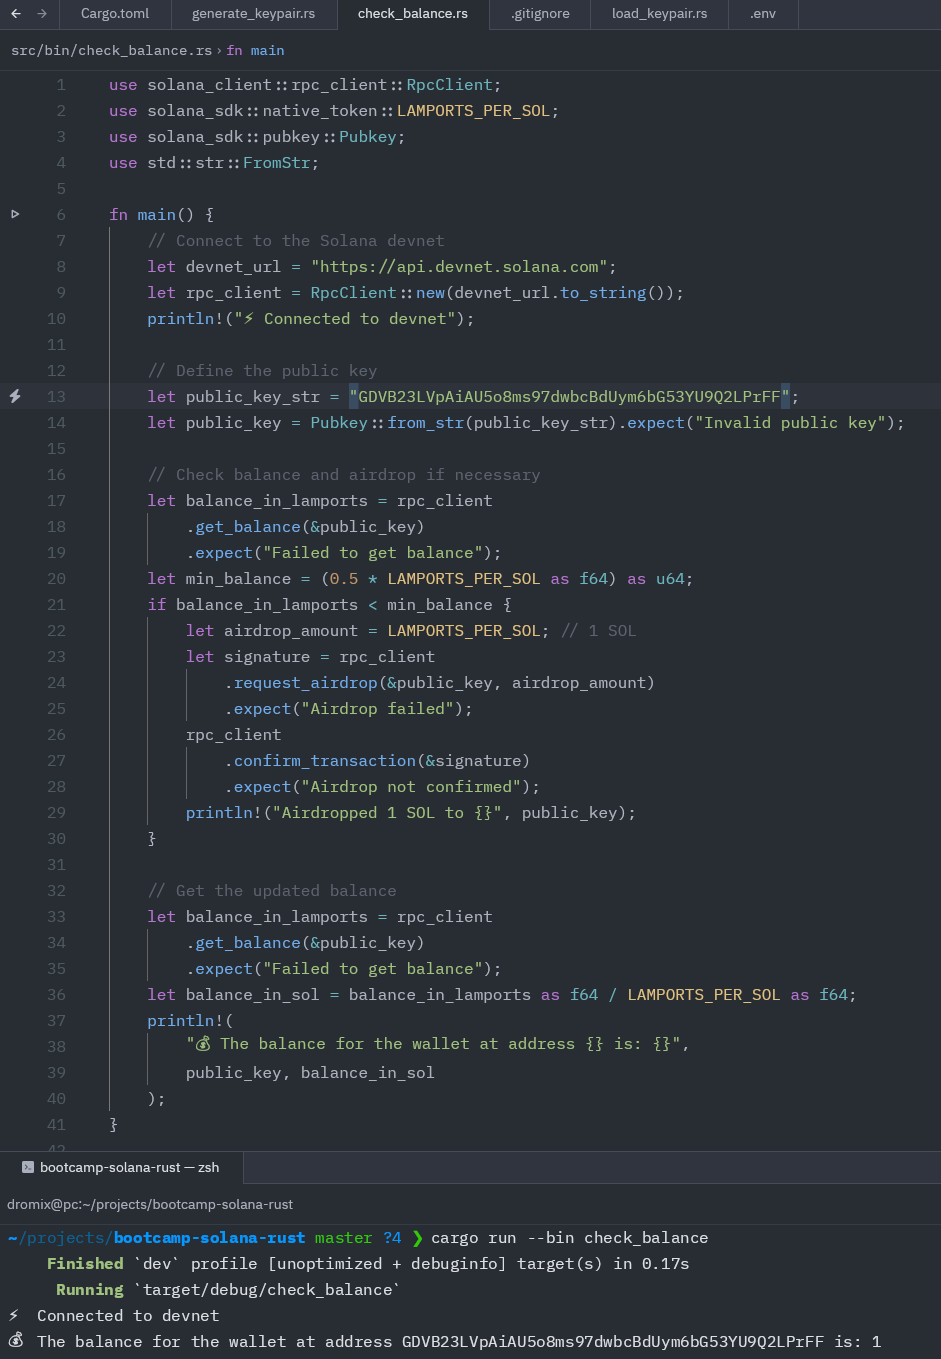 ← → Cargo.toml generate_keypair.rs check_balance.rs .gitignore load_keypair.rs .env
src/bin/check_balance.rs › fn main
1 use solana_client::rpc_client::RpcClient;
2 use solana_sdk::native_token::LAMPORTS_PER_SOL;
3 use solana_sdk::pubkey::Pubkey;
4 use std::str::FromStr;
5
6 fn main() {
7 // Connect to the Solana devnet
8 let devnet_url = "https://api.devnet.solana.com";
9 let rpc_client = RpcClient::new(devnet_url.to_string());
10 println!("⚡ Connected to devnet");
11
12 // Define the public key
13 let public_key_str = "GDVB23LVpAiAU5o8ms97dwbcBdUym6bG53YU9Q2LPrFF";
14 let public_key = Pubkey::from_str(public_key_str).expect("Invalid public key");
15
16 // Check balance and airdrop if necessary
17 let balance_in_lamports = rpc_client
18 .get_balance(&public_key)
19 .expect("Failed to get balance");
20 let min_balance = (0.5 * LAMPORTS_PER_SOL as f64) as u64;
21 if balance_in_lamports < min_balance {
22 let airdrop_amount = LAMPORTS_PER_SOL; // 1 SOL
23 let signature = rpc_client
24 .request_airdrop(&public_key, airdrop_amount)
25 .expect("Airdrop failed");
26 rpc_client
27 .confirm_transaction(&signature)
28 .expect("Airdrop not confirmed");
29 println!("Airdropped 1 SOL to {}", public_key);
30 }
31
32 // Get the updated balance
33 let balance_in_lamports = rpc_client
34 .get_balance(&public_key)
35 .expect("Failed to get balance");
36 let balance_in_sol = balance_in_lamports as f64 / LAMPORTS_PER_SOL as f64;
37 println!(
38 "💰 The balance for the wallet at address {} is: {}",
39 public_key, balance_in_sol
40 );
41 }
42
bootcamp-solana-rust — zsh
dromix@pc:~/projects/bootcamp-solana-rust
~/projects/bootcamp-solana-rust master ?4 ❯ cargo run --bin check_balance
Finished `dev` profile [unoptimized + debuginfo] target(s) in 0.17s
Running `target/debug/check_balance`
⚡ Connected to devnet
💰 The balance for the wallet at address GDVB23LVpAiAU5o8ms97dwbcBdUym6bG53YU9Q2LPrFF is: 1